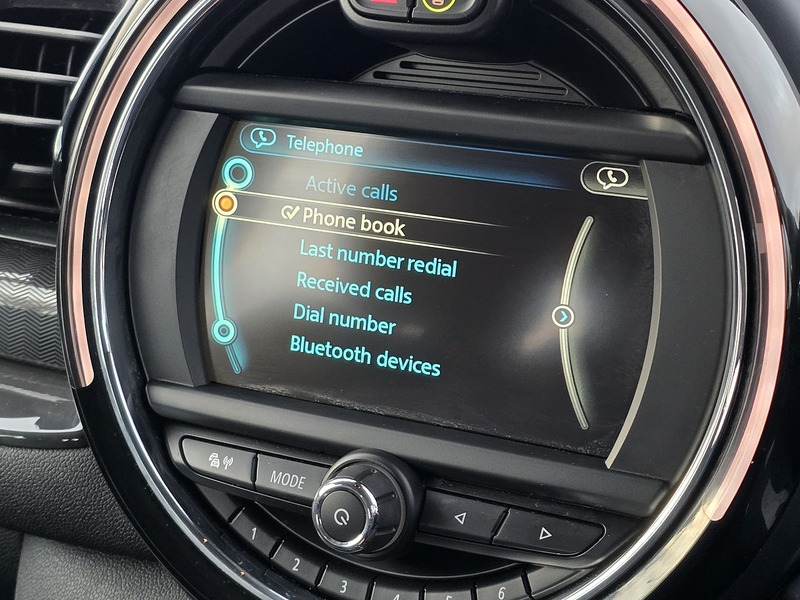 Telephone
Active calls
Phone book
Last number redial
Received calls
Dial number
Bluetooth devices
MODE
1
2
3
4
5
6